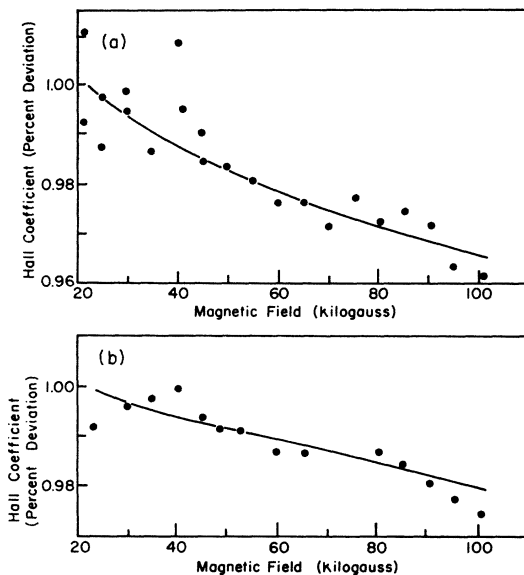 (a)
Hall Coefficient (Percent Deviation)
1.00
0.98
0.96
20 40 60 80 100
Magnetic Field (kilogauss)
(b)
Hall Coefficient
(Percent Deviation)
1.00
0.98
20 40 60 80 100
Magnetic Field (Kilogauss)